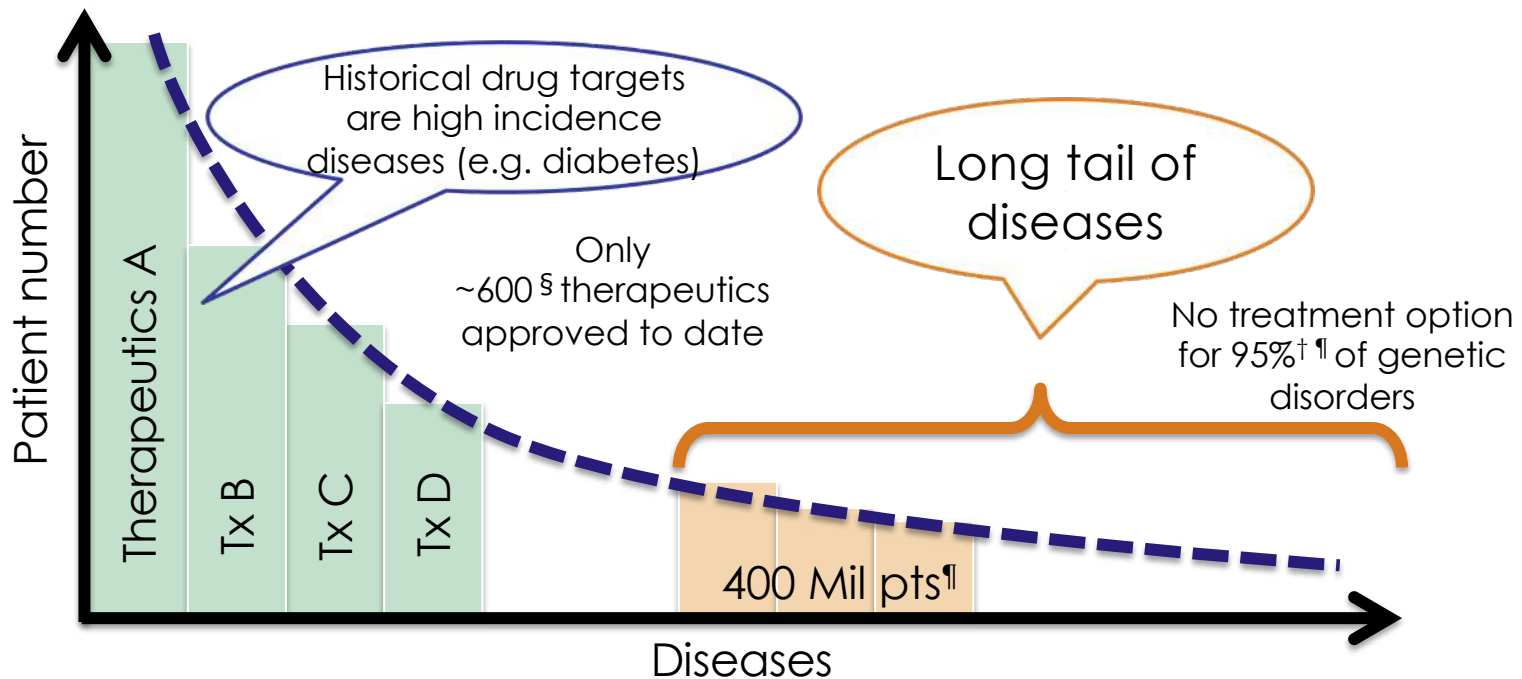 Patient number
Therapeutics A
Tx B
Tx C
Tx D
Historical drug targets
are high incidence
diseases (e.g. diabetes)
Only
~600 § therapeutics
approved to date
Long tail of
diseases
No treatment option
for 95%† ¶ of genetic
disorders
400 Mil pts¶
Diseases